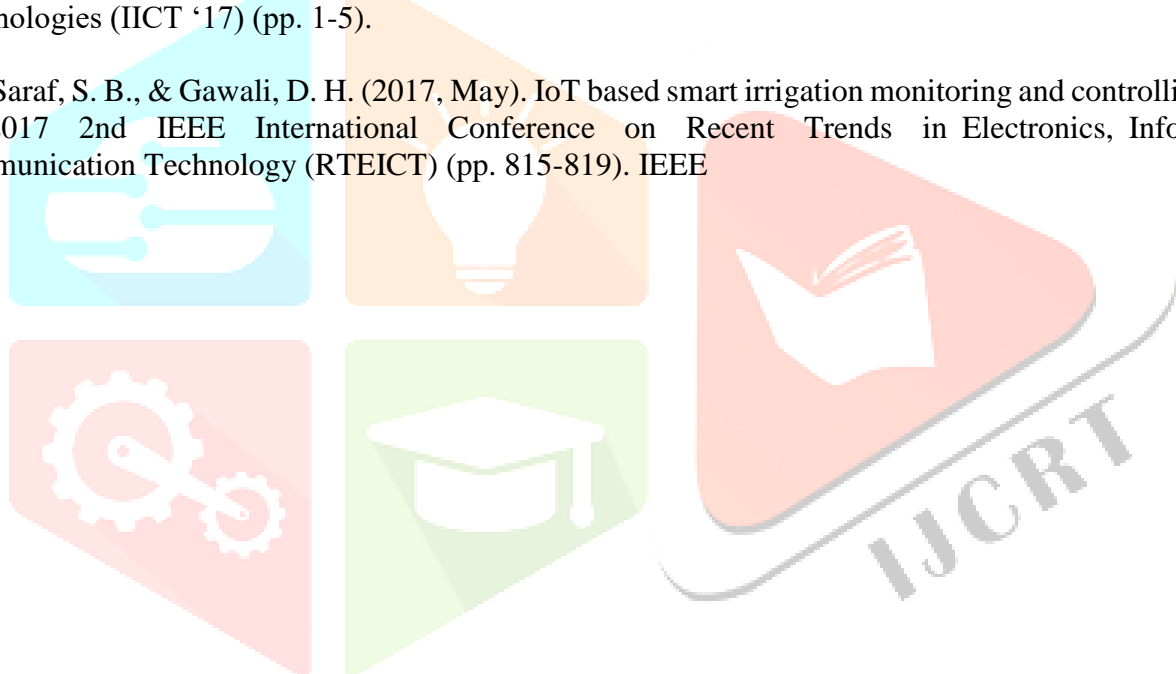 nologies (IICT ‘17) (pp. 1-5).
Saraf, S. B., & Gawali, D. H. (2017, May). IoT based smart irrigation monitoring and controlli
2017 2nd IEEE International Conference on Recent Trends in Electronics, Info
munication Technology (RTEICT) (pp. 815-819). IEEE
IJCRT